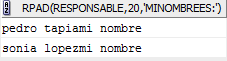 RPAD(RESPONSABLE,20,'MINOMBREES:')
pedro tapiami nombre
sonia lopezmi nombre